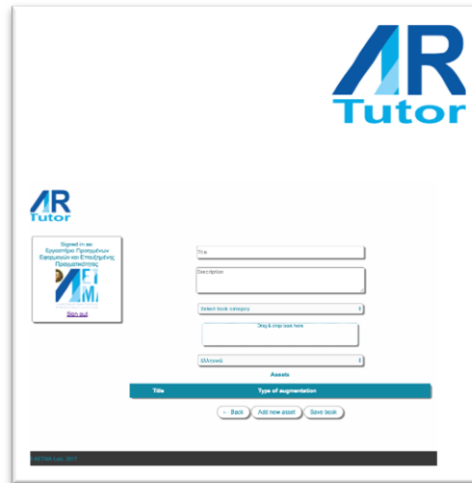 AR
Tutor
AR
Tutor
Signed in as:
Εργαστήριο Προηγμένων
Εφαρμογών και Επαυξημένης
Πραγματικότητας
Sign out
Title
Description
Select book category
Drag & drop book here
Ελληνικά
Assets
Title Type of augmentation
← Back Add new asset Save book